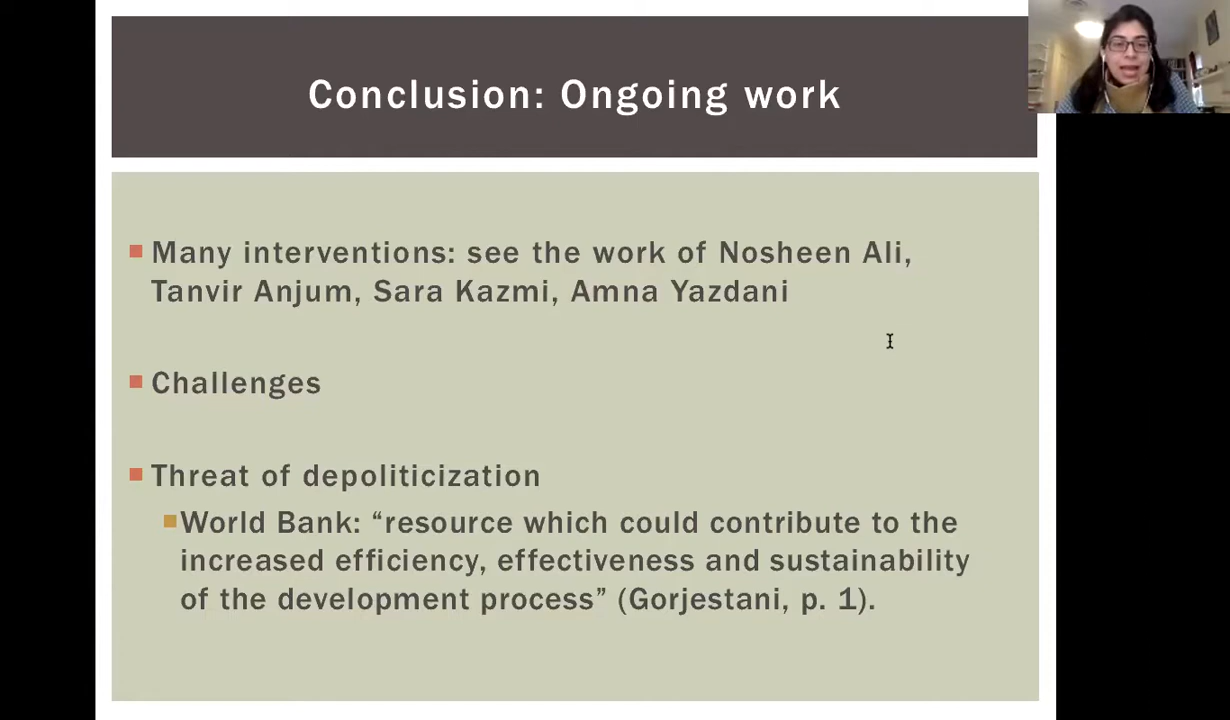 Conclusion: Ongoing work
Many interventions: see the work of Nosheen Ali,
Tanvir Anjum, Sara Kazmi, Amna Yazdani
Challenges
Threat of depoliticization
World Bank: “resource which could contribute to the
increased efficiency, effectiveness and sustainability
of the development process” (Gorjestani, p. 1).